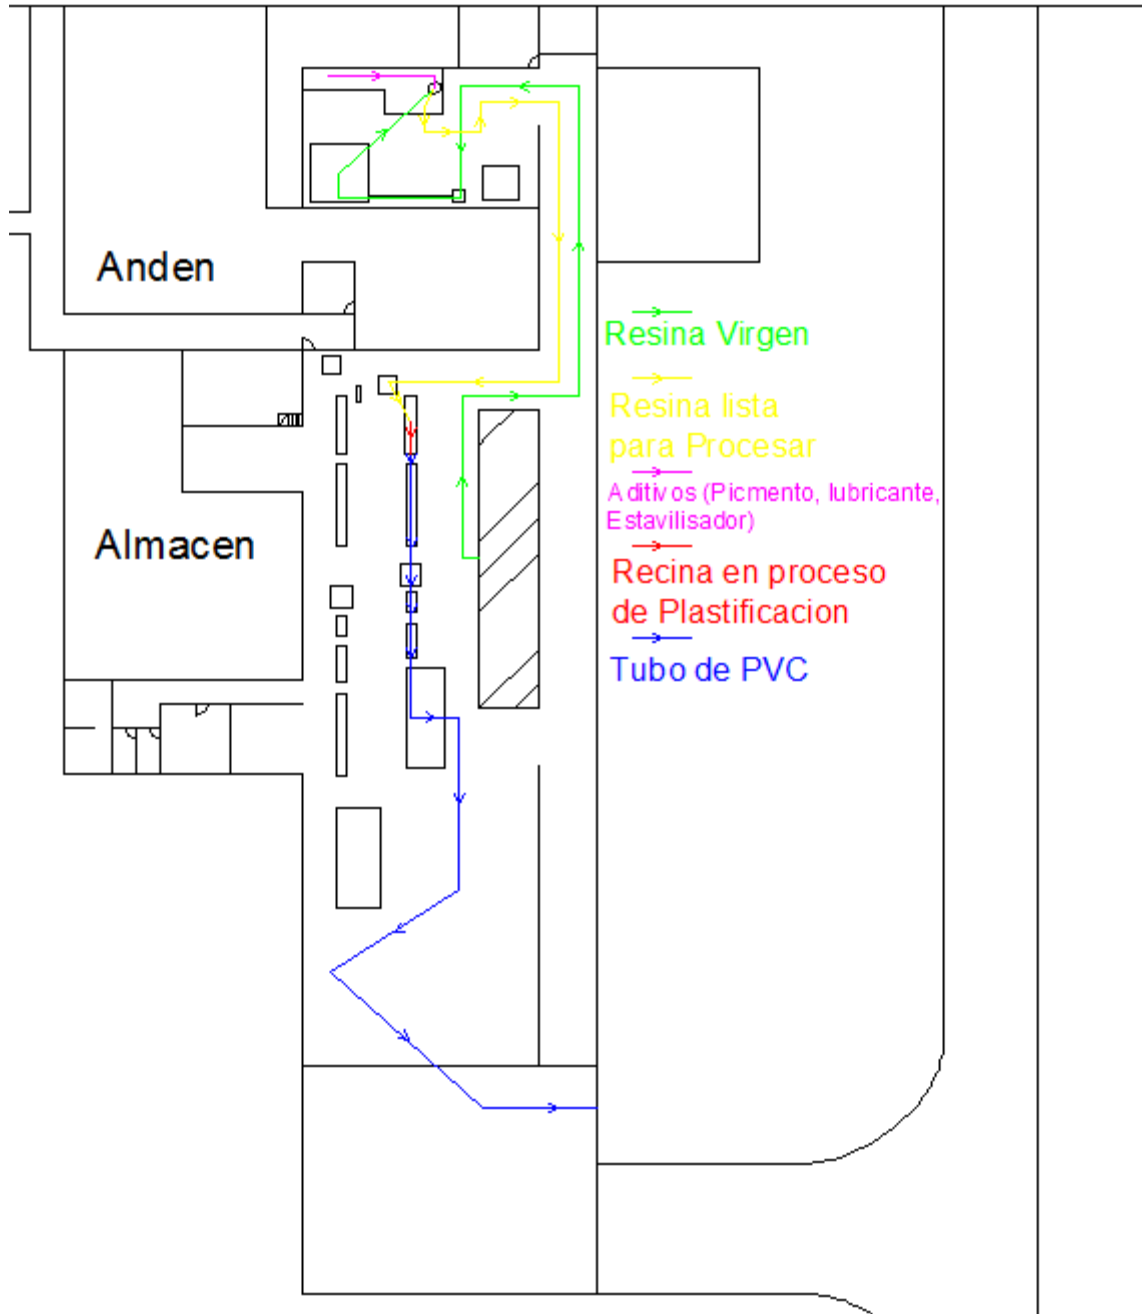 Anden
Resina Virgen
Resina lista
para Procesar
Aditivos (Picmento, lubricante,
Estavilisador)
Almacen
Recina en proceso
de Plastificacion
Tubo de PVC